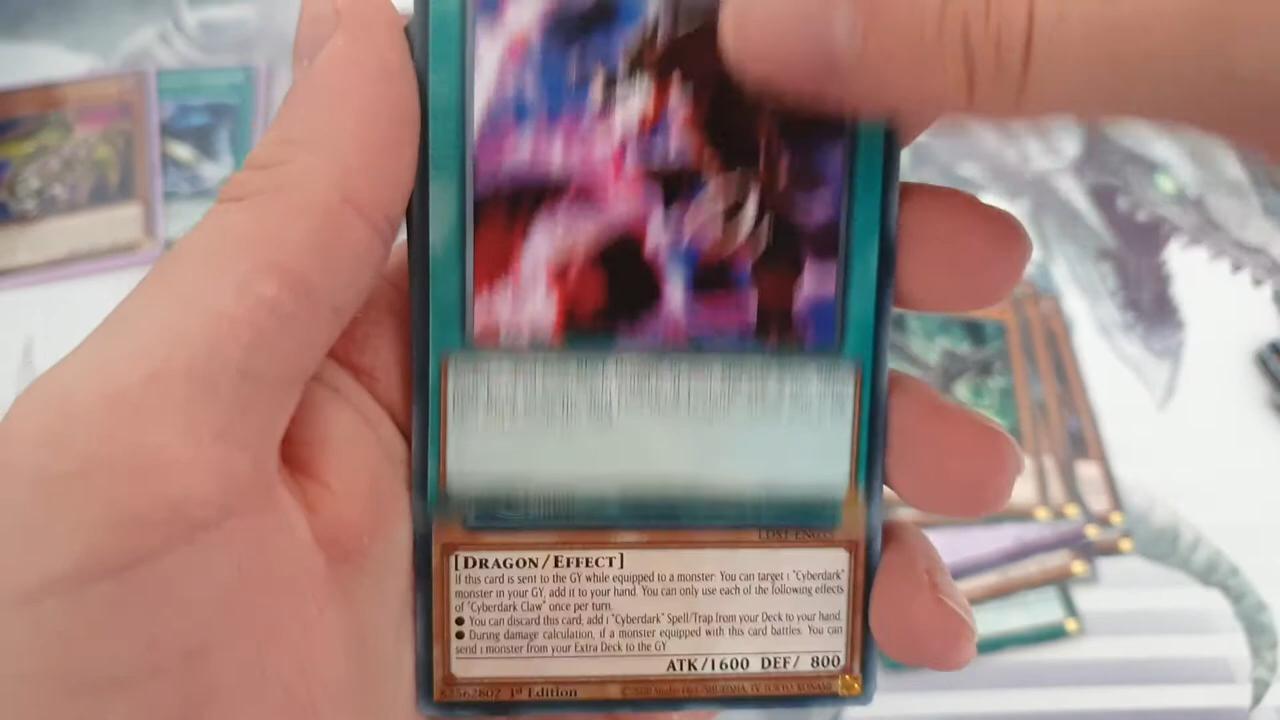 [DRAGON/EFFECT]
If this card is sent to the GY while equipped to a monster: You can target 1 "Cyberdark"
monster in your GY, add it to your hand. You can only use each of the following effects
of "Cyberdark Claw" once per turn.
● You can discard this card; add 1 "Cyberdark" Spell/Trap from your Deck to your hand.
● During damage calculation, if a monster equipped with this card battles: You can
send 1 monster from your Extra Deck to the GY
ATK/1600 DEF/ 800
1st Edition